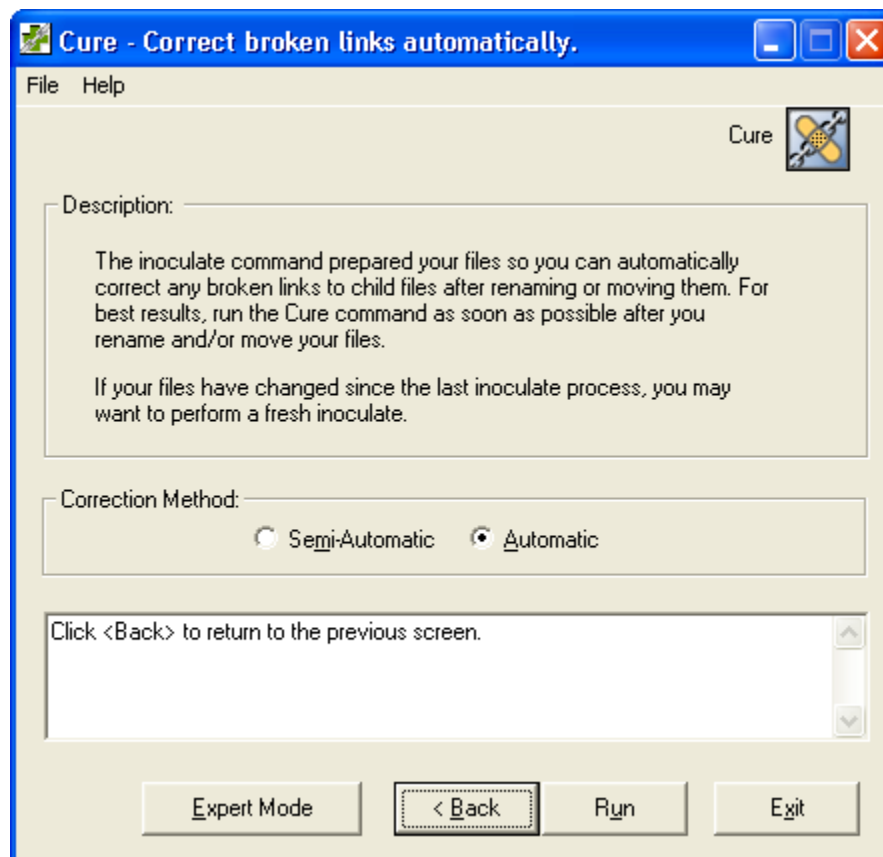 Cure - Correct broken links automatically.
File Help
Cure
Description:
The inoculate command prepared your files so you can automatically
correct any broken links to child files after renaming or moving them. For
best results, run the Cure command as soon as possible after you
rename and/or move your files.
If your files have changed since the last inoculate process, you may
want to perform a fresh inoculate.
Correction Method:
Semi-Automatic Automatic
Click <Back> to return to the previous screen.
Expert Mode < Back Run Exit